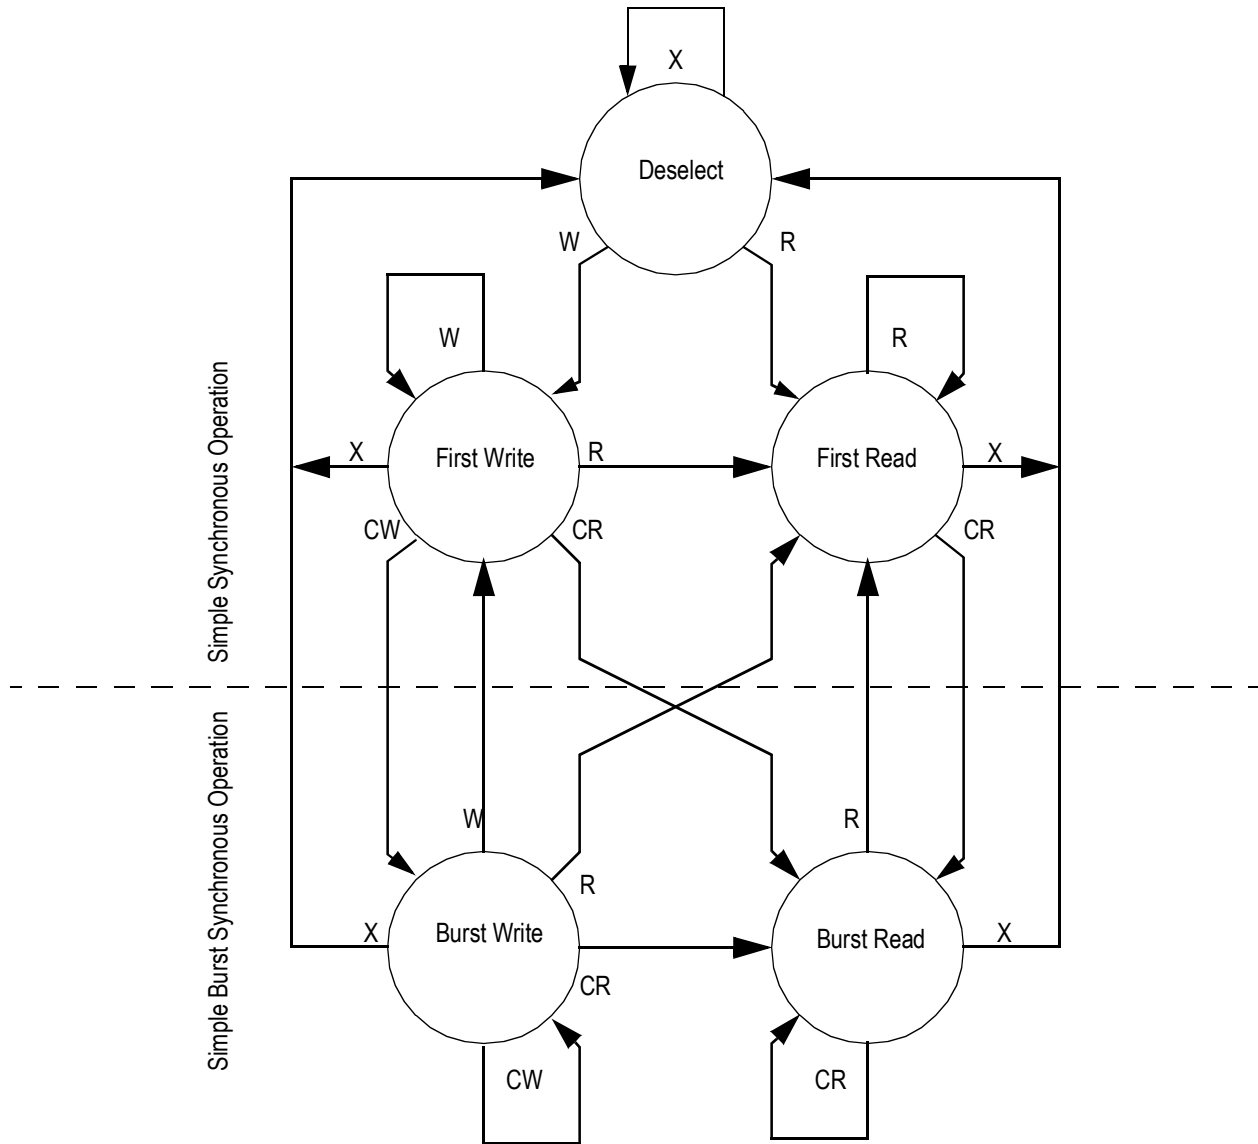 X
Deselect
W
R
W
R
Simple Synchronous Operation
X
First Write
R
First Read
X
CW
CR
CR
Simple Burst Synchronous Operation
W
R
R
X
Burst Write
Burst Read
X
CR
CW
CR